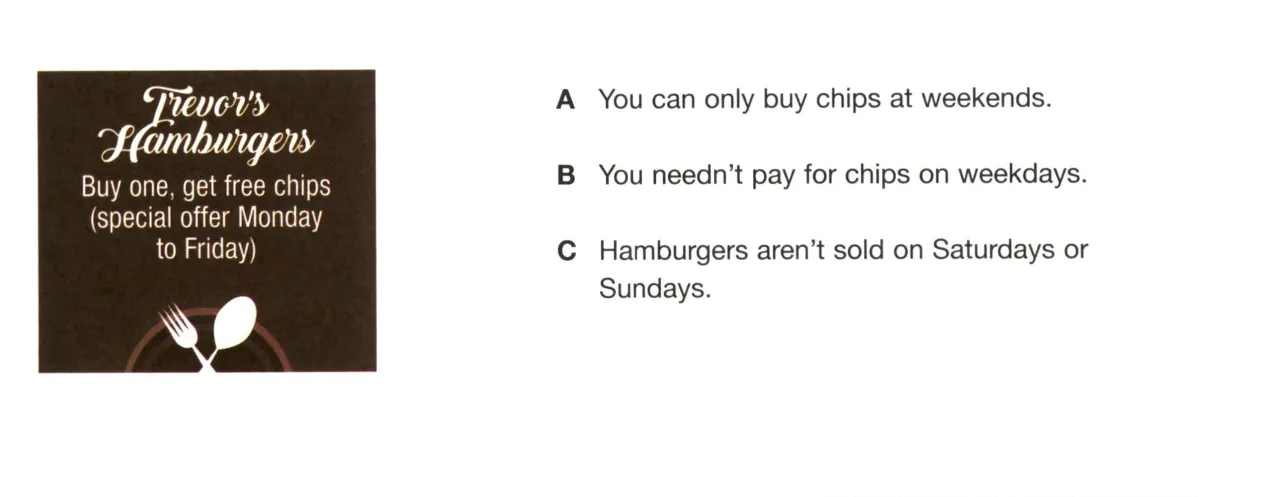 Trevor's
Hamburgers
Buy one, get free chips
(special offer Monday
to Friday)
A You can only buy chips at weekends.
B You needn't pay for chips on weekdays.
C Hamburgers aren't sold on Saturdays or
Sundays.